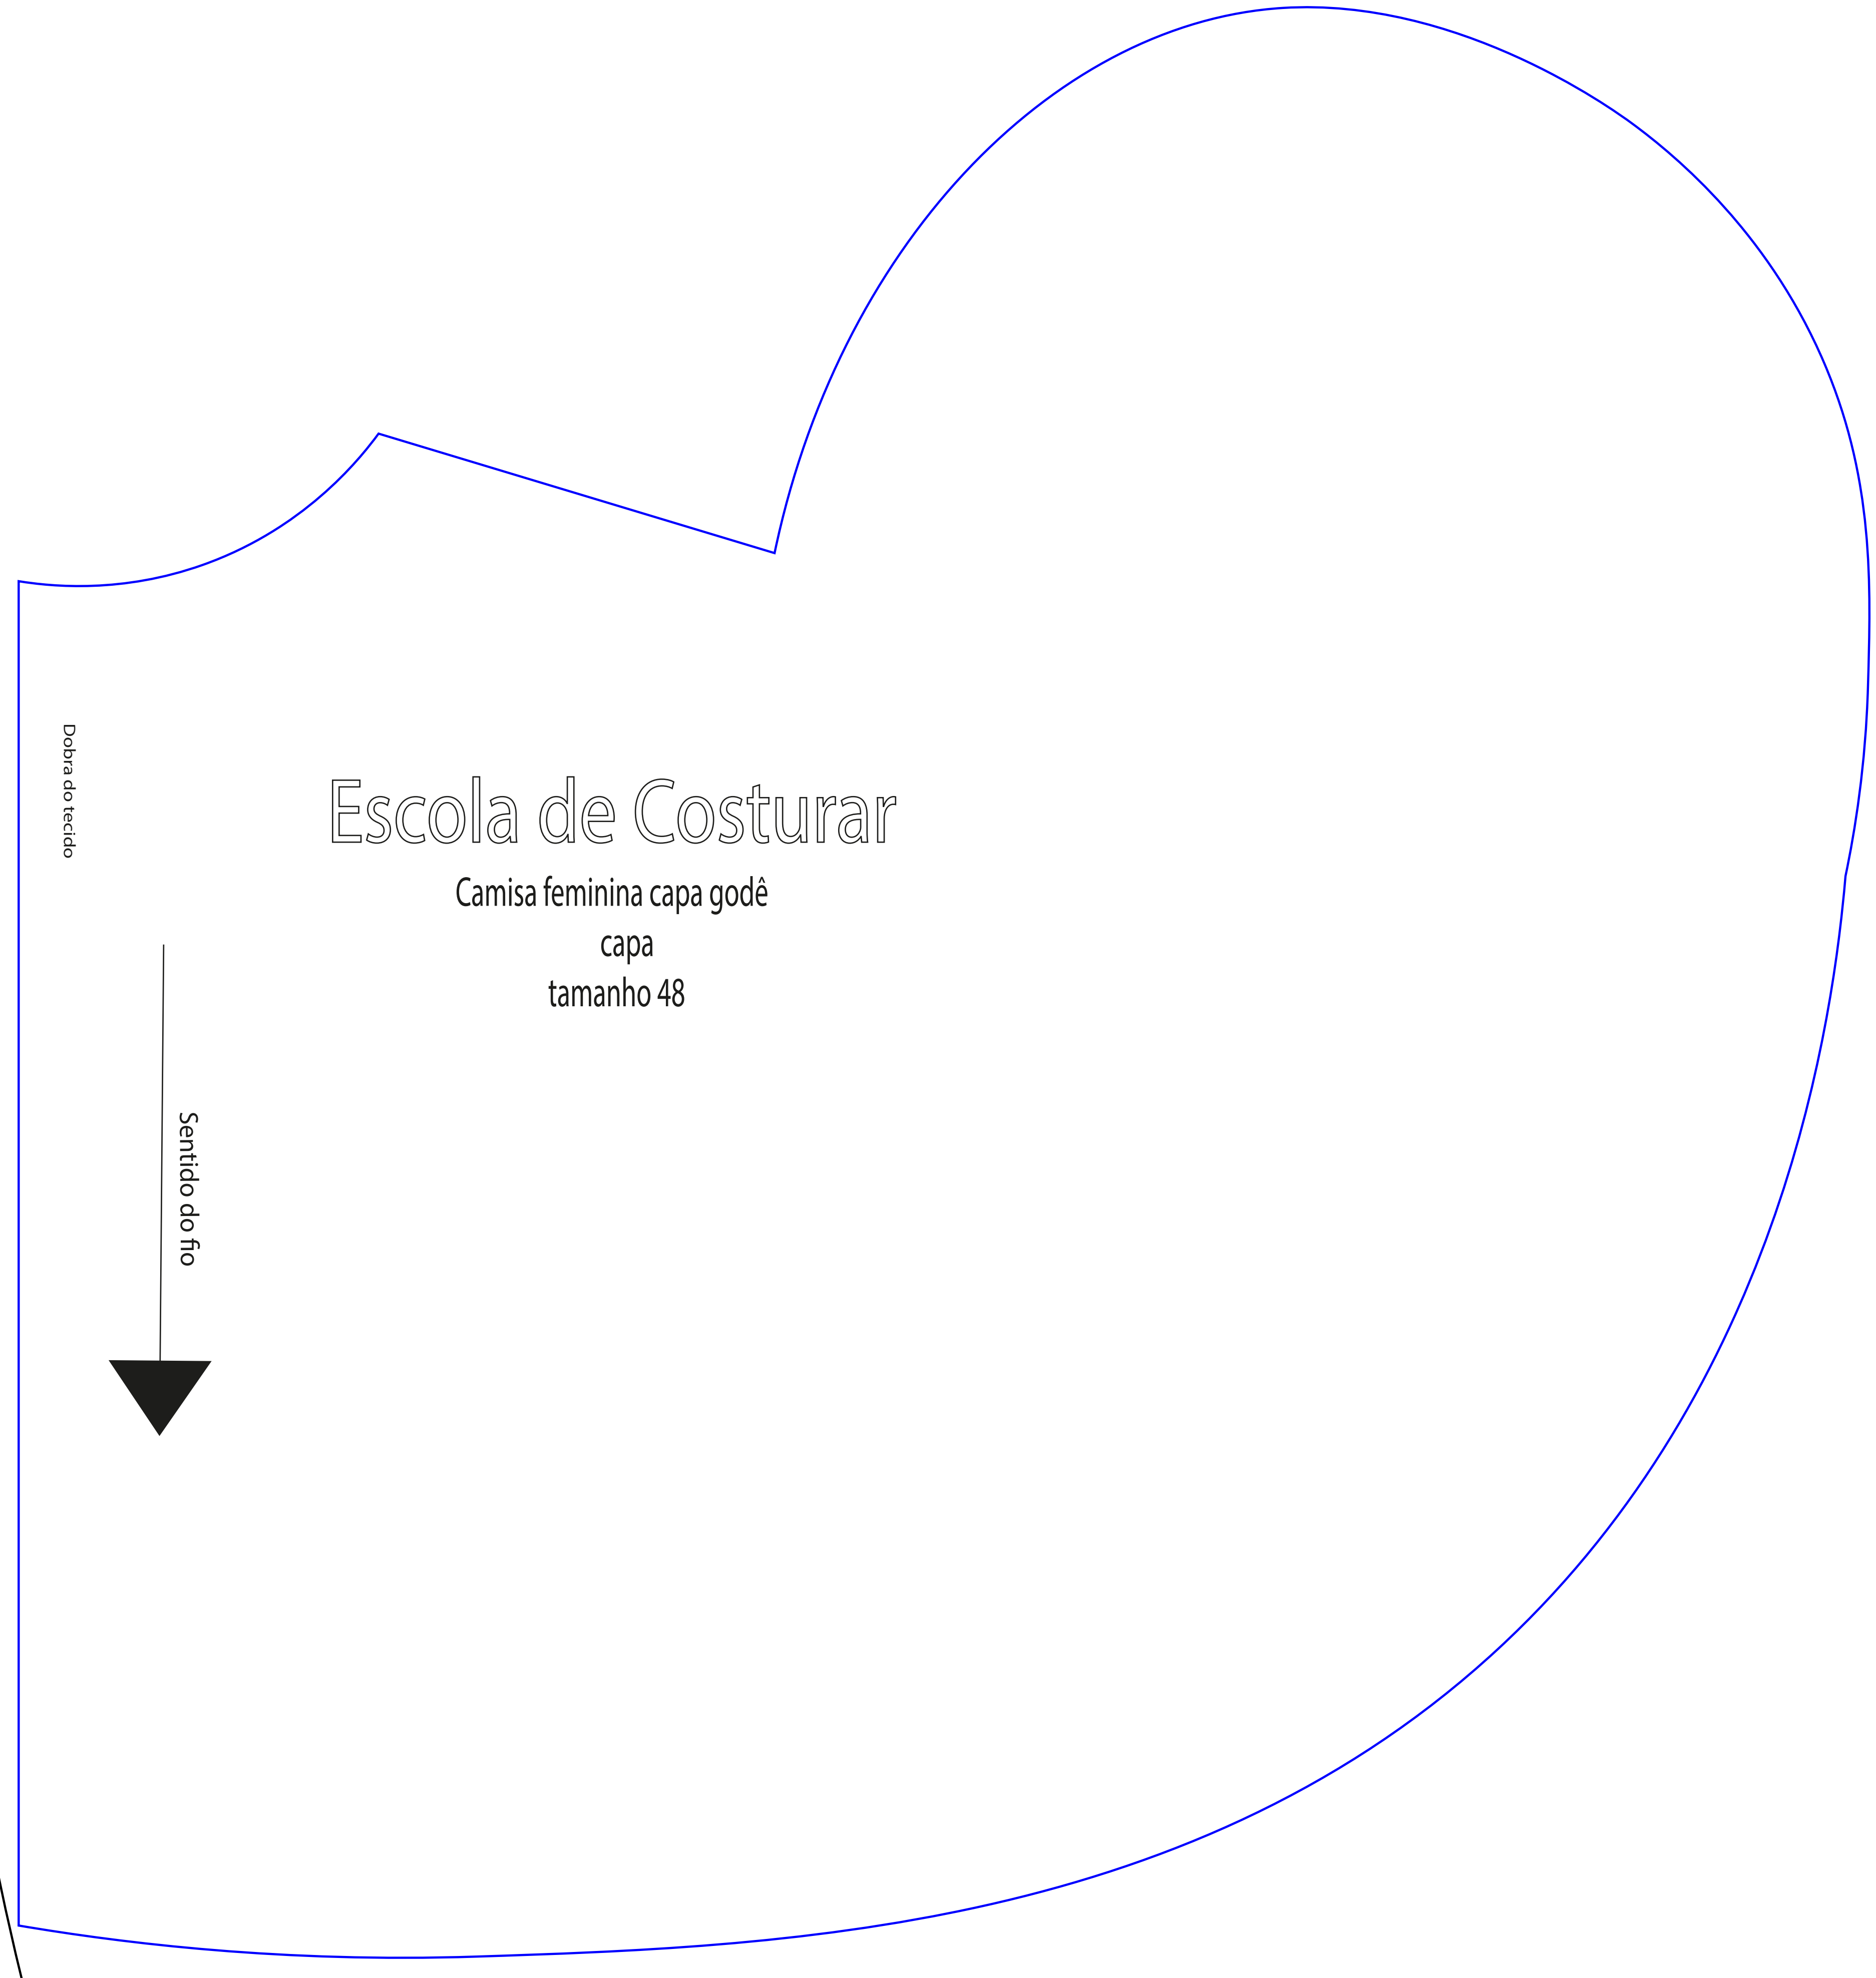 Dobra do tecido
Escola de Costurar
Camisa feminina capa godê
capa
tamanho 48
Sentido do fio